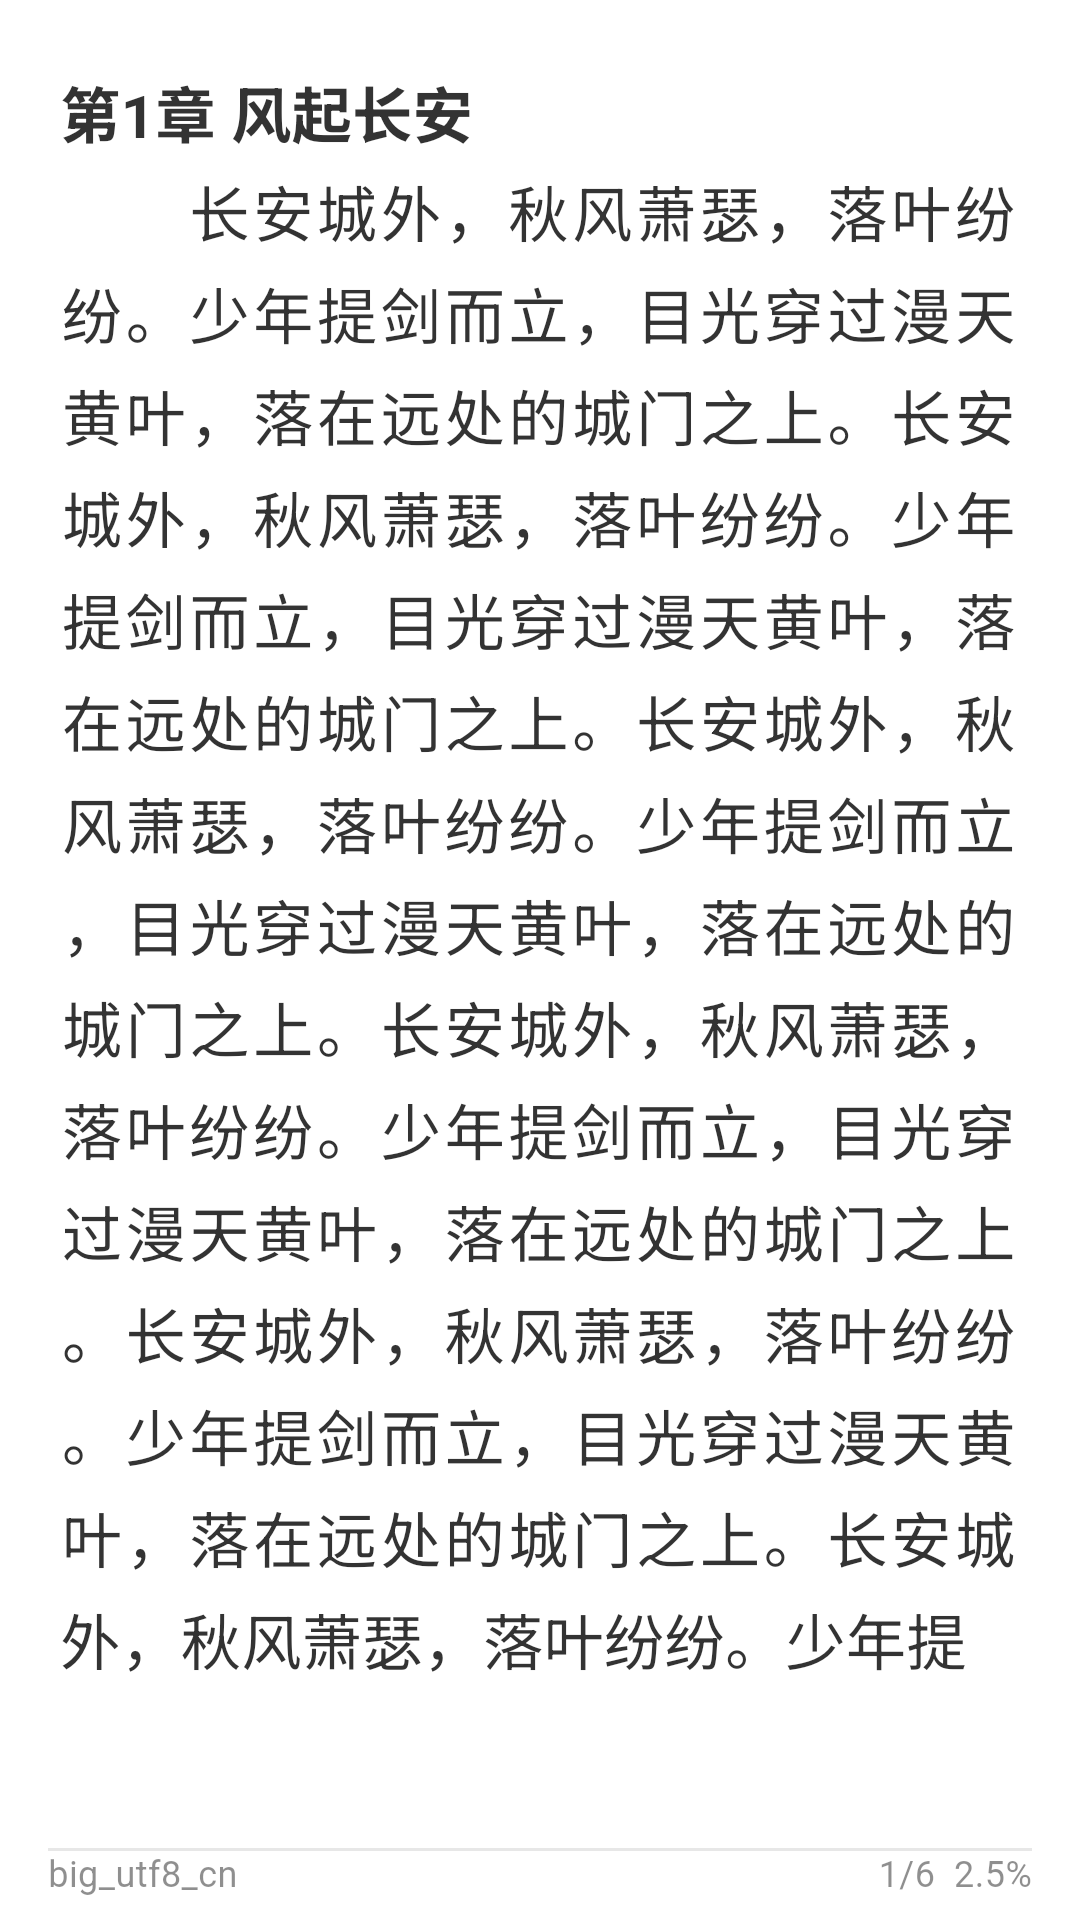 第1章 风起长安
　　长安城外，秋风萧瑟，落叶纷
纷。少年提剑而立，目光穿过漫天
黄叶，落在远处的城门之上。长安
城外，秋风萧瑟，落叶纷纷。少年
提剑而立，目光穿过漫天黄叶，落
在远处的城门之上。长安城外，秋
风萧瑟，落叶纷纷。少年提剑而立
，目光穿过漫天黄叶，落在远处的
城门之上。长安城外，秋风萧瑟，
落叶纷纷。少年提剑而立，目光穿
过漫天黄叶，落在远处的城门之上
。长安城外，秋风萧瑟，落叶纷纷
。少年提剑而立，目光穿过漫天黄
叶，落在远处的城门之上。长安城
外，秋风萧瑟，落叶纷纷。少年提
big_utf8_cn 1/6 2.5%